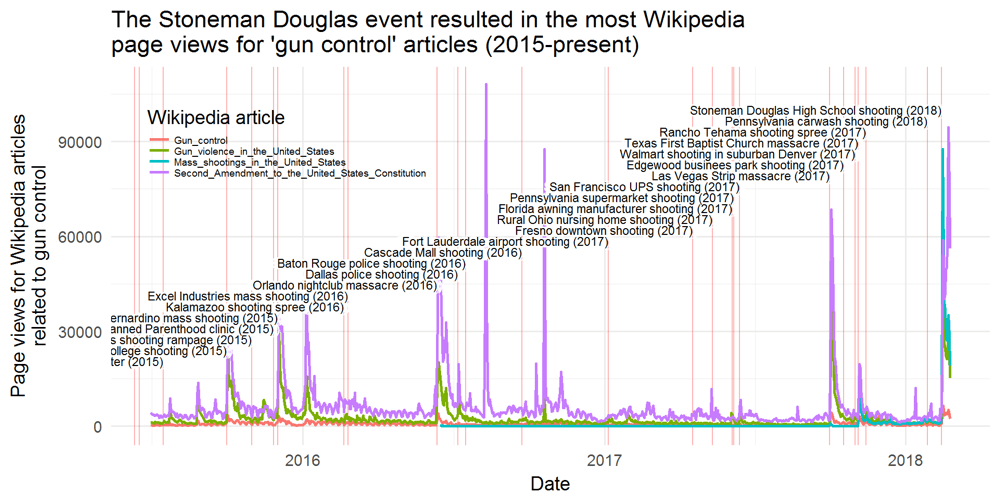 The Stoneman Douglas event resulted in the most Wikipedia
page views for 'gun control' articles (2015-present)
Page views for Wikipedia articles
related to gun control
90000
60000
30000
0
Wikipedia article
Gun_control
Gun_violence_in_the_United_States
Mass_shootings_in_the_United_States
Second_Amendment_to_the_United_States_Constitution
Stoneman Douglas High School shooting (2018)
Pennsylvania carwash shooting (2018)
Rancho Tehama shooting spree (2017)
Texas First Baptist Church massacre (2017)
Walmart shooting in suburban Denver (2017)
Edgewood businees park shooting (2017)
Las Vegas Strip massacre (2017)
San Francisco UPS shooting (2017)
Pennsylvania supermarket shooting (2017)
Florida awning manufacturer shooting (2017)
Rural Ohio nursing home shooting (2017)
Fresno downtown shooting (2017)
Fort Lauderdale airport shooting (2017)
Cascade Mall shooting (2016)
Baton Rouge police shooting (2016)
Dallas police shooting (2016)
Orlando nightclub massacre (2016)
Excel Industries mass shooting (2016)
Kalamazoo shooting spree (2016)
ernardino mass shooting (2015)
anned Parenthood clinic (2015)
s shooting rampage (2015)
ollege shooting (2015)
ter (2015)
2016
2017
2018
Date